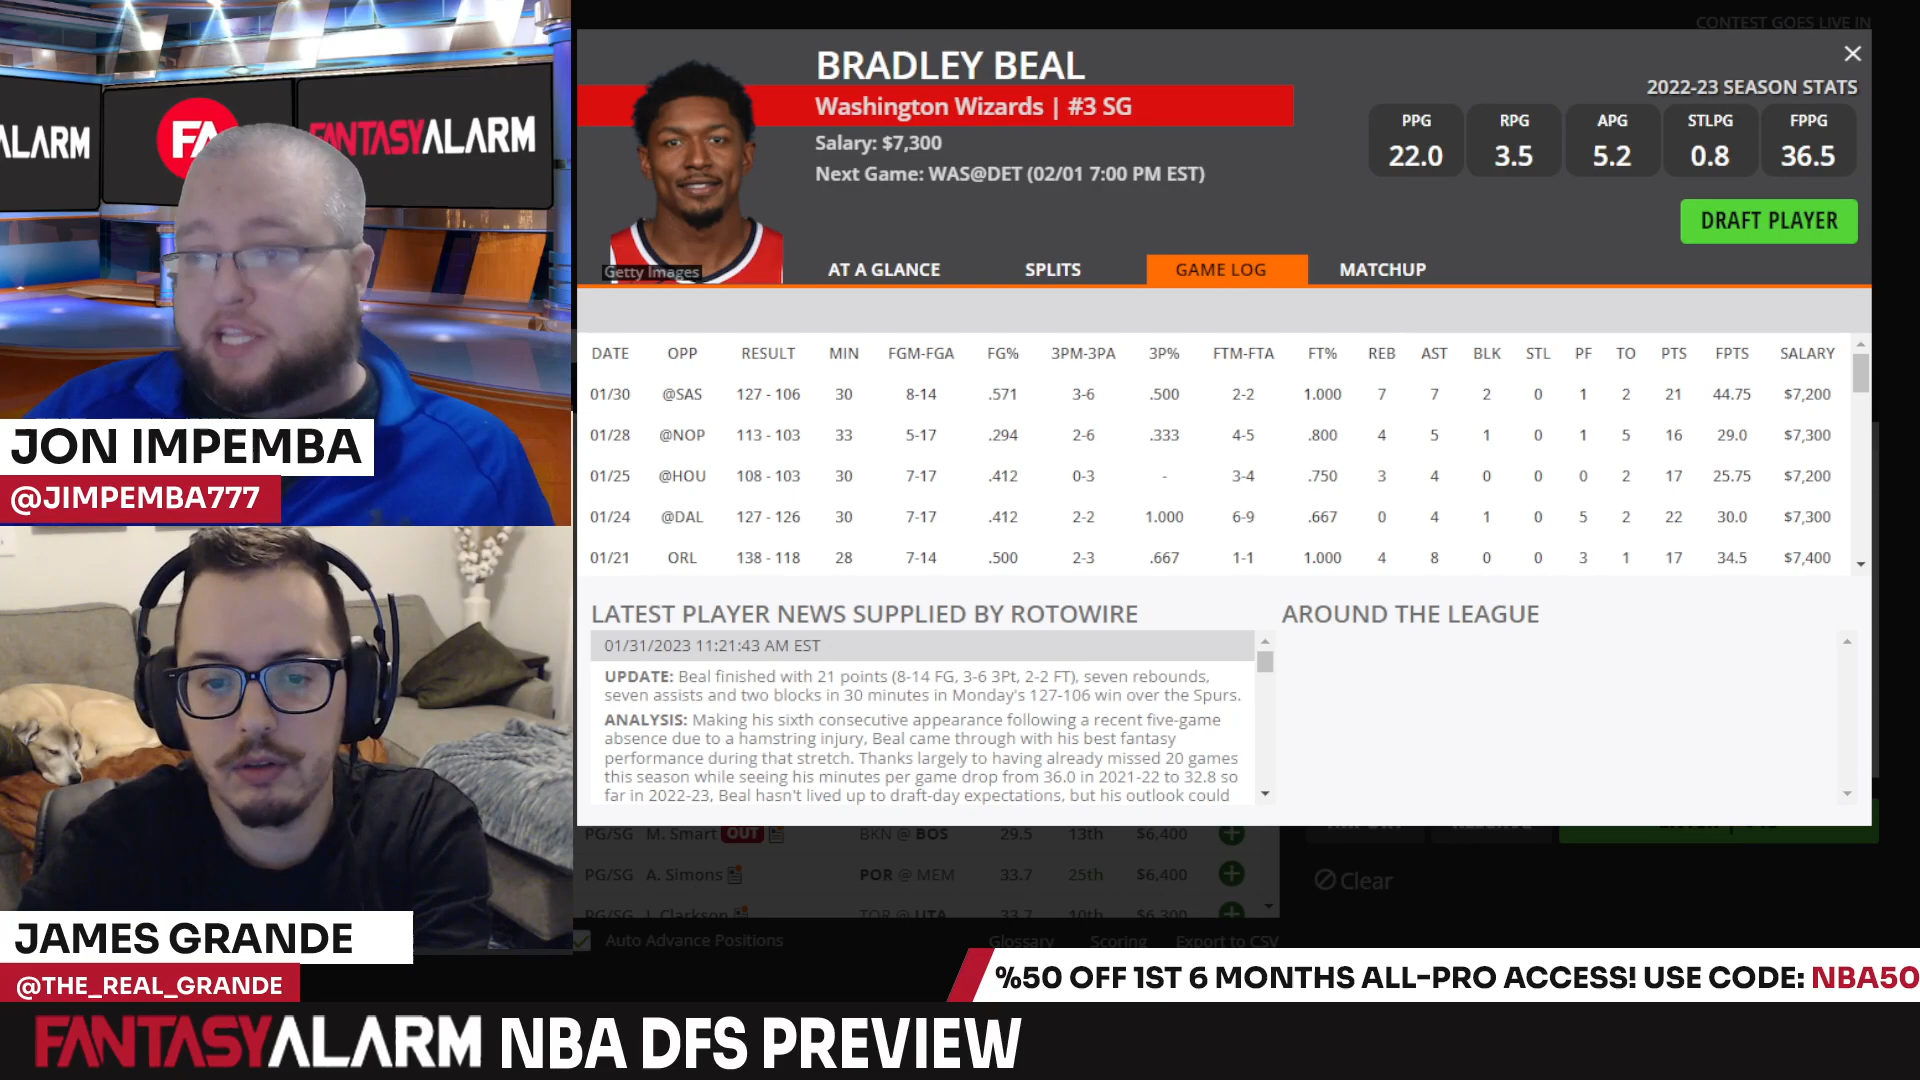 CONTEST GOES LIVE IN
ALARM
FA
FANTASYALARM
JON IMPEMBA
@JIMPEMBA777
JAMES GRANDE
@THE_REAL_GRANDE
BRADLEY BEAL
Washington Wizards | #3 SG
Salary: $7,300
Next Game: WAS@DET (02/01 7:00 PM EST)
Getty Images
2022-23 SEASON STATS
PPG RPG APG STLPG FPPG
22.0 3.5 5.2 0.8 36.5
DRAFT PLAYER
AT A GLANCE SPLITS GAME LOG MATCHUP
DATE OPP RESULT MIN FGM-FGA FG% 3PM-3PA 3P% FTM-FTA FT% REB AST BLK STL PF TO PTS FPTS SALARY
01/30 @SAS 127 - 106 30 8-14 .571 3-6 .500 2-2 1.000 7 7 2 0 1 2 21 44.75 $7,200
01/28 @NOP 113 - 103 33 5-17 .294 2-6 .333 4-5 .800 4 5 1 0 1 5 16 29.0 $7,300
01/25 @HOU 108 - 103 30 7-17 .412 0-3 - 3-4 .750 3 4 0 0 0 2 17 25.75 $7,200
01/24 @DAL 127 - 126 30 7-17 .412 2-2 1.000 6-9 .667 0 4 1 0 5 2 22 30.0 $7,300
01/21 ORL 138 - 118 28 7-14 .500 2-3 .667 1-1 1.000 4 8 0 0 3 1 17 34.5 $7,400
LATEST PLAYER NEWS SUPPLIED BY ROTOWIRE
01/31/2023 11:21:43 AM EST
UPDATE: Beal finished with 21 points (8-14 FG, 3-6 3Pt, 2-2 FT), seven rebounds,
seven assists and two blocks in 30 minutes in Monday's 127-106 win over the Spurs.
ANALYSIS: Making his sixth consecutive appearance following a recent five-game
absence due to a hamstring injury, Beal came through with his best fantasy
performance during that stretch. Thanks largely to having already missed 20 games
this season while seeing his minutes per game drop from 36.0 in 2021-22 to 32.8 so
far in 2022-23, Beal hasn't lived up to draft-day expectations, but his outlook could
AROUND THE LEAGUE
PG/SG M. Smart OUT BKN @ BOS 29.5 13th $6,400
PG/SG A. Simons POR @ MEM 33.7 25th $6,400
PG/SG J. Clarkson TOR @ UTA 33.7 10th $6,300
Clear
Auto Advance Positions
Glossary Scoring Export to CSV
%50 OFF 1ST 6 MONTHS ALL-PRO ACCESS! USE CODE: NBA50
FANTASYALARM NBA DFS PREVIEW